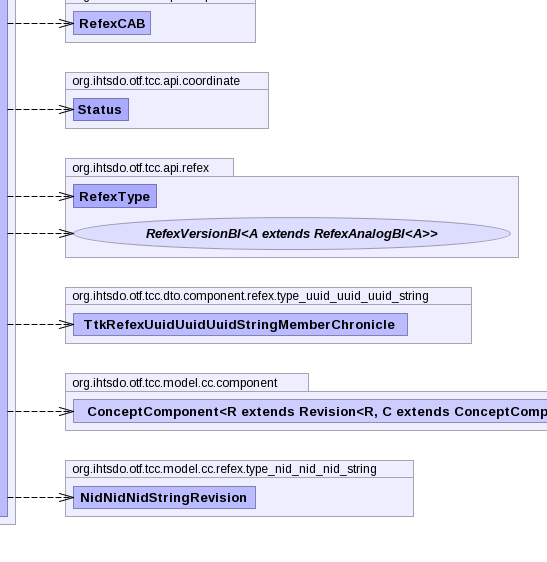 RefexCAB
org.ihtsdo.otf.tcc.api.coordinate
Status
org.ihtsdo.otf.tcc.api.refex
RefexType
RefexVersionBI<A extends RefexAnalogBI<A>>
org.ihtsdo.otf.tcc.dto.component.refex.type_uuid_uuid_uuid_string
TtkRefexUuidUuidUuidStringMemberChronicle
org.ihtsdo.otf.tcc.model.cc.component
ConceptComponent<R extends Revision<R, C extends ConceptComp
org.ihtsdo.otf.tcc.model.cc.refex.type_nid_nid_nid_string
NidNidNidStringRevision